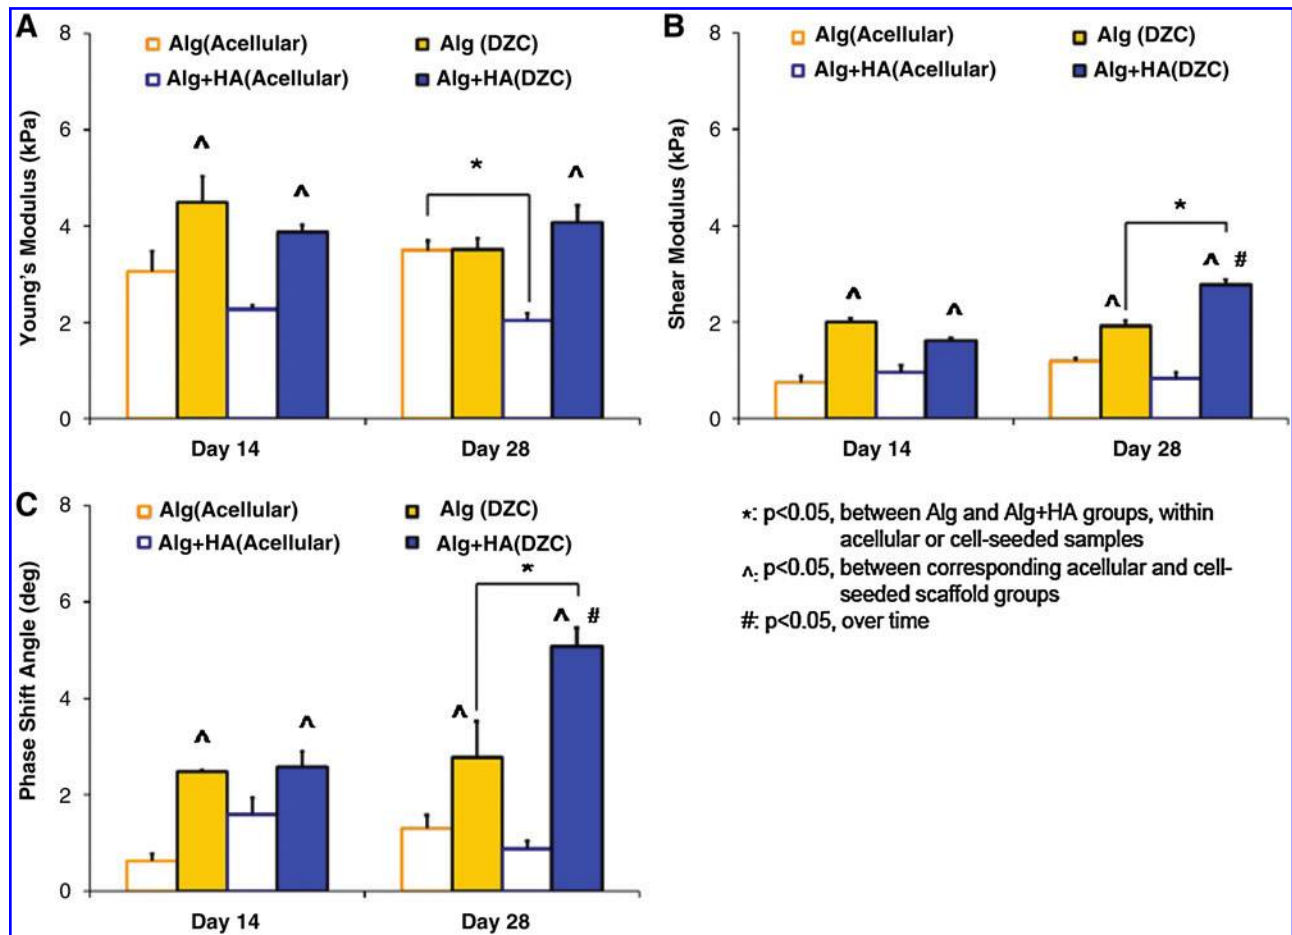 A
8
6
4
2
0
Young's Modulus (kPa)
Alg(Acellular)
Alg (DZC)
Alg+HA(Acellular)
Alg+HA(DZC)
^
^
*
^
Day 14
Day 28
B
8
6
4
2
0
Shear Modulus (kPa)
Alg(Acellular)
Alg (DZC)
Alg+HA(Acellular)
Alg+HA(DZC)
^
^
^
*
^ #
Day 14
Day 28
C
8
6
4
2
0
Phase Shift Angle (deg)
Alg(Acellular)
Alg (DZC)
Alg+HA(Acellular)
Alg+HA(DZC)
^
^
^
*
^ #
Day 14
Day 28
*: p<0.05, between Alg and Alg+HA groups, within
acellular or cell-seeded samples
^: p<0.05, between corresponding acellular and cell-
seeded scaffold groups
#: p<0.05, over time